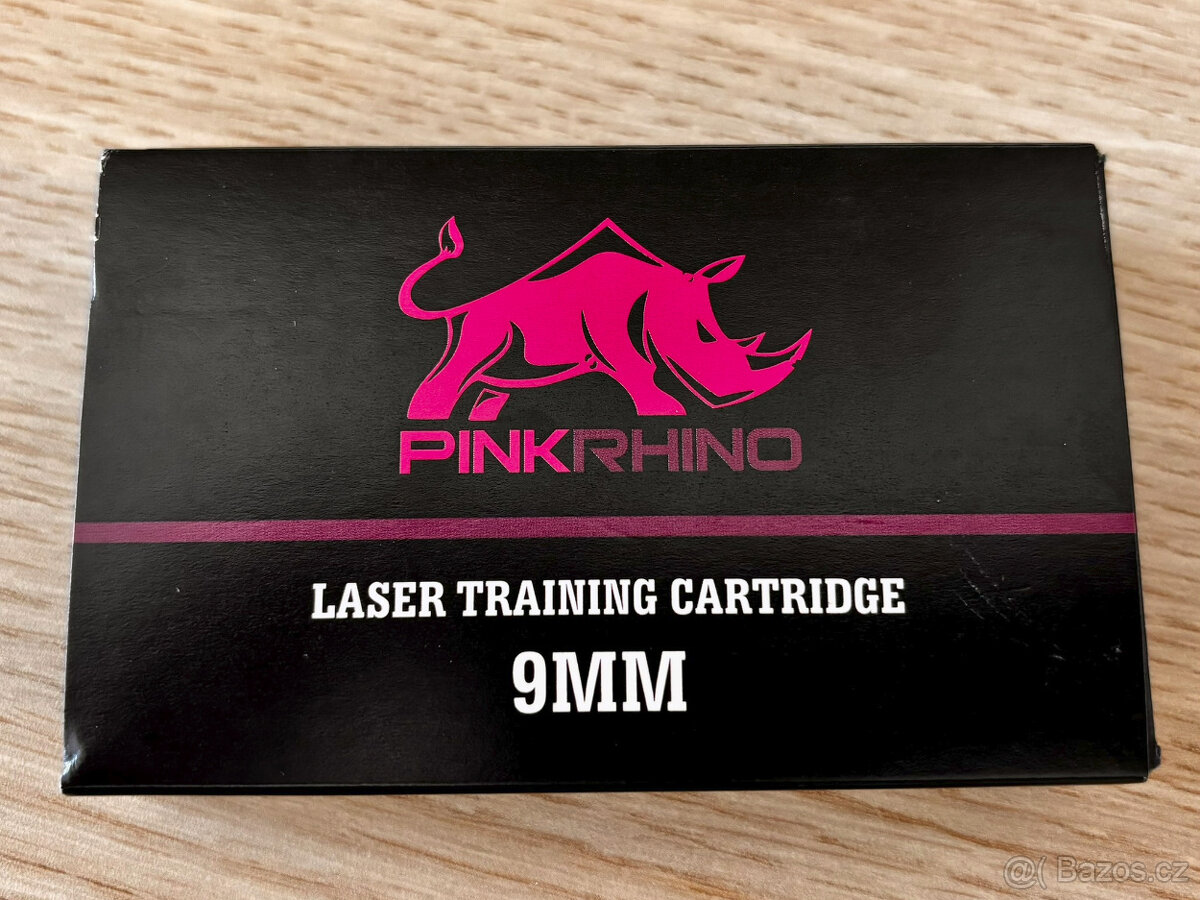 PINKRHINO
LASER TRAINING CARTRIDGE
9MM
@( Bazos.cz